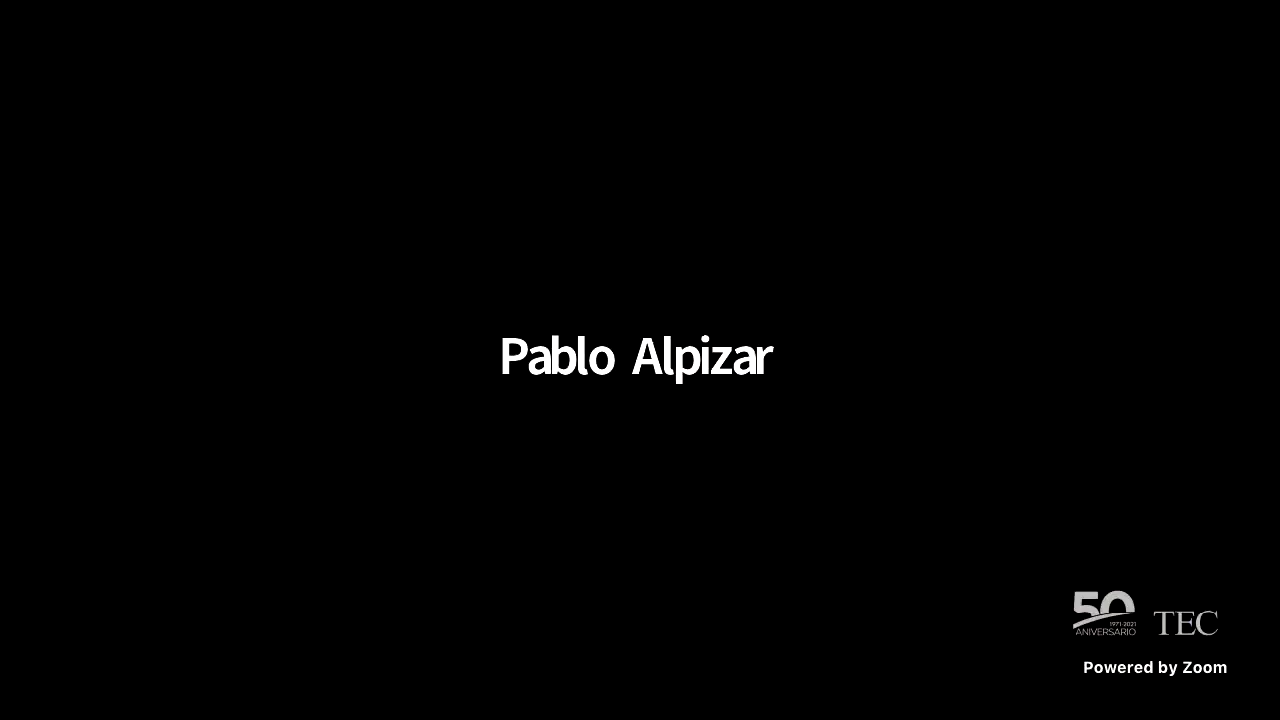 Pablo Alpizar
50
1971-2021
ANIVERSARIO
TEC
Powered by Zoom